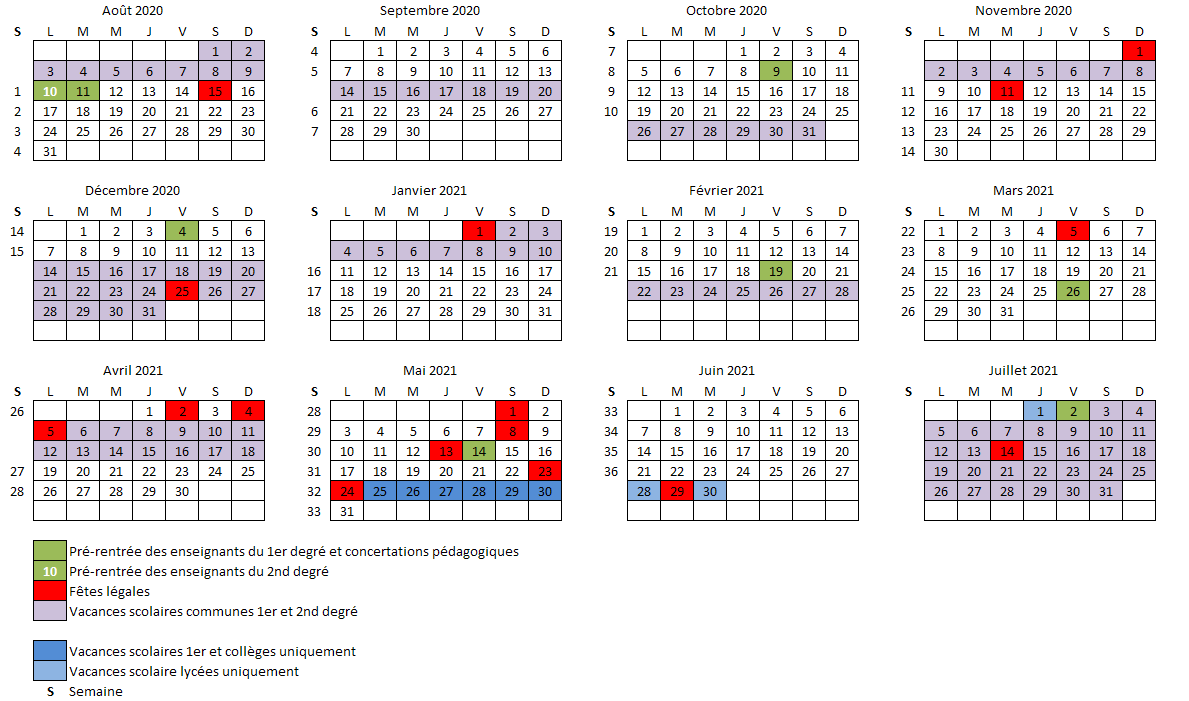 Août 2020 Septembre 2020 Octobre 2020 Novembre 2020
S L M M J V S D S L M M J V S D S L M M J V S D S L M M J V S D
1 2 4 1 2 3 4 5 6 7 1 2 3 4 1
3 4 5 6 7 8 9 5 7 8 9 10 11 12 13 8 5 6 7 8 9 10 11 2 3 4 5 6 7 8
1 10 11 12 13 14 15 16 14 15 16 17 18 19 20 9 12 13 14 15 16 17 18 11 9 10 11 12 13 14 15
2 17 18 19 20 21 22 23 6 21 22 23 24 25 26 27 10 19 20 21 22 23 24 25 12 16 17 18 19 20 21 22
3 24 25 26 27 28 29 30 7 28 29 30 26 27 28 29 30 31 13 23 24 25 26 27 28 29
4 31 14 30
Décembre 2020 Janvier 2021 Février 2021 Mars 2021
S L M M J V S D S L M M J V S D S L M M J V S D S L M M J V S D
14 1 2 3 4 5 6 1 2 3 19 1 2 3 4 5 6 7 22 1 2 3 4 5 6 7
15 7 8 9 10 11 12 13 4 5 6 7 8 9 10 20 8 9 10 11 12 13 14 23 8 9 10 11 12 13 14
14 15 16 17 18 19 20 16 11 12 13 14 15 16 17 21 15 16 17 18 19 20 21 24 15 16 17 18 19 20 21
21 22 23 24 25 26 27 17 18 19 20 21 22 23 24 22 23 24 25 26 27 28 25 22 23 24 25 26 27 28
28 29 30 31 18 25 26 27 28 29 30 31 26 29 30 31
Avril 2021 Mai 2021 Juin 2021 Juillet 2021
S L M M J V S D S L M M J V S D S L M M J V S D S L M M J V S D
26 1 2 3 4 28 1 2 33 1 2 3 4 5 6 1 2 3 4
5 6 7 8 9 10 11 29 3 4 5 6 7 8 9 34 7 8 9 10 11 12 13 5 6 7 8 9 10 11
12 13 14 15 16 17 18 30 10 11 12 13 14 15 16 35 14 15 16 17 18 19 20 12 13 14 15 16 17 18
27 19 20 21 22 23 24 25 31 17 18 19 20 21 22 23 36 21 22 23 24 25 26 27 19 20 21 22 23 24 25
28 26 27 28 29 30 32 24 25 26 27 28 29 30 28 29 30 26 27 28 29 30 31
33 31
Pré-rentrée des enseignants du 1er degré et concertations pédagogiques
10 Pré-rentrée des enseignants du 2nd degré
Fêtes légales
Vacances scolaires communes 1er et 2nd degré
Vacances scolaires 1er et collèges uniquement
Vacances scolaire lycées uniquement
S Semaine